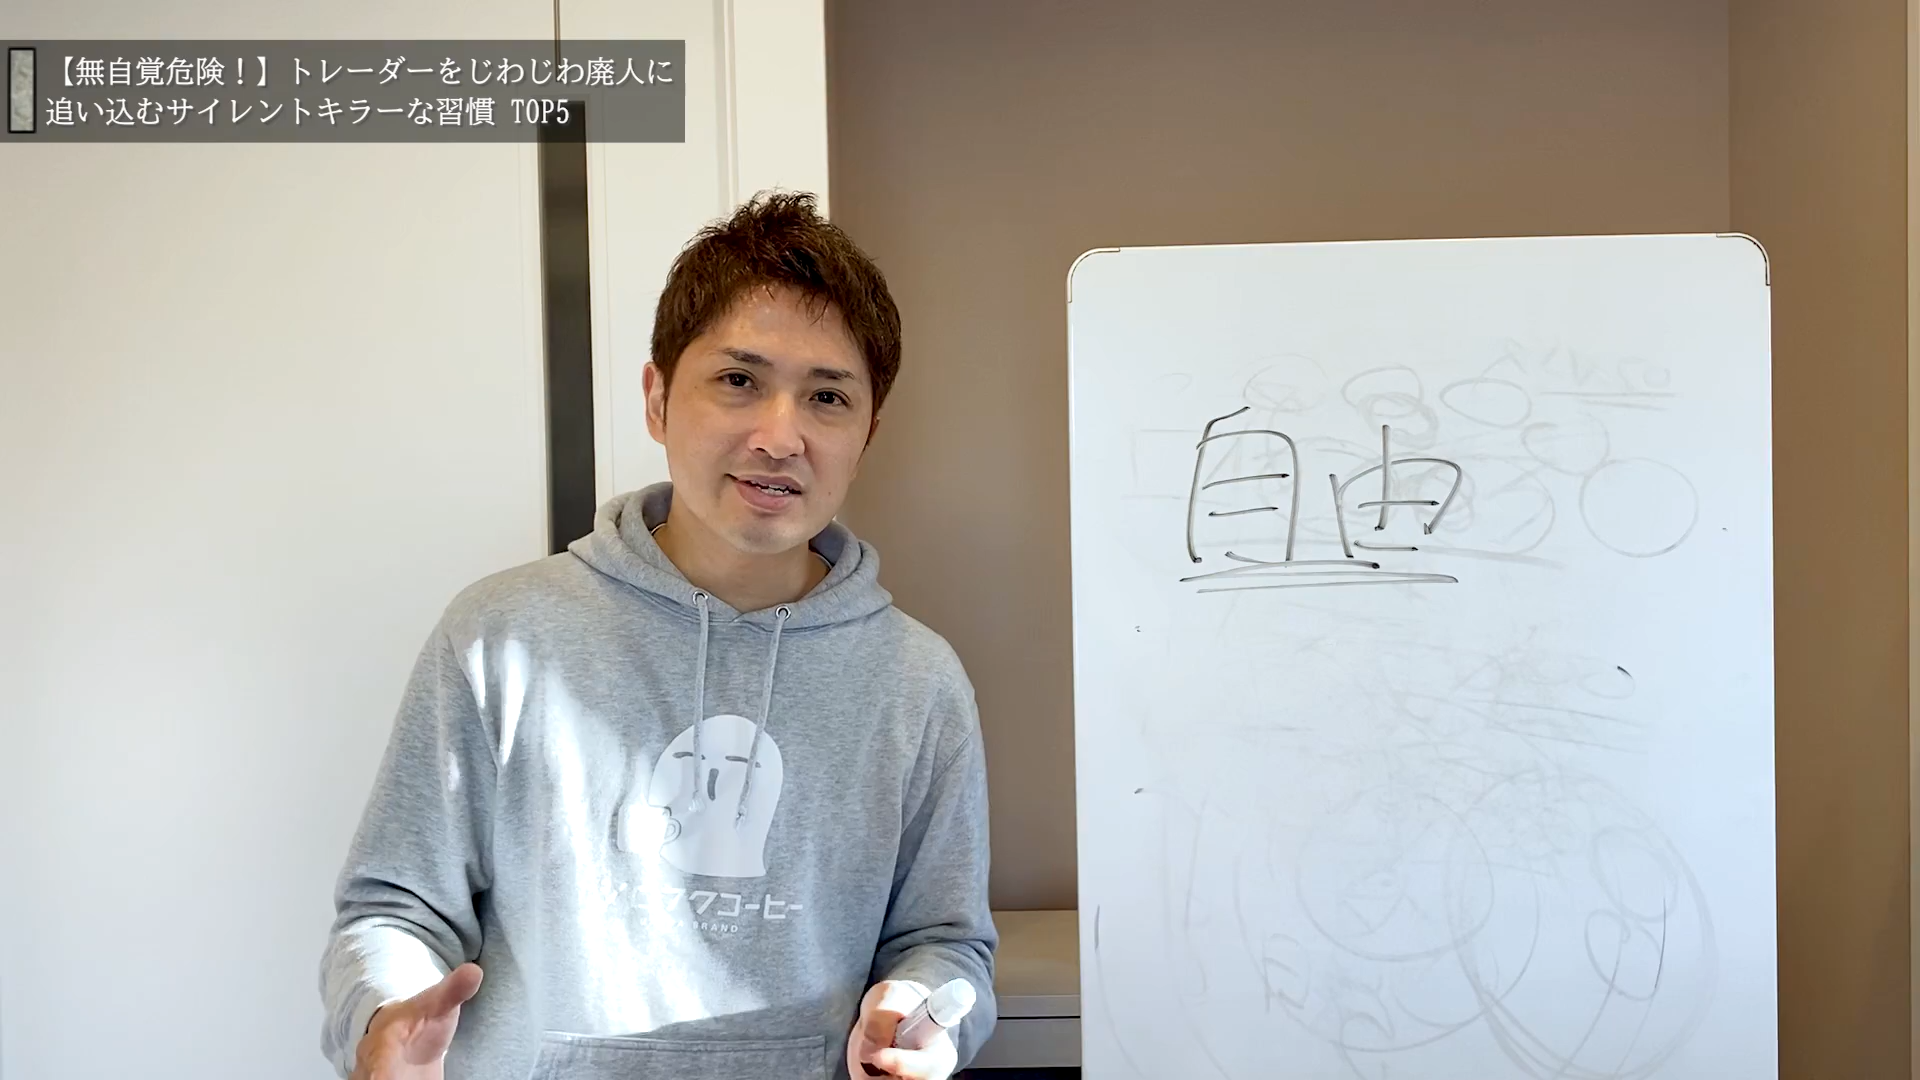 【無自覚危険！】トレーダーをじわじわ廃人に
追い込むサイレントキラーな習慣 TOP5
自由
コーヒー
BRAND